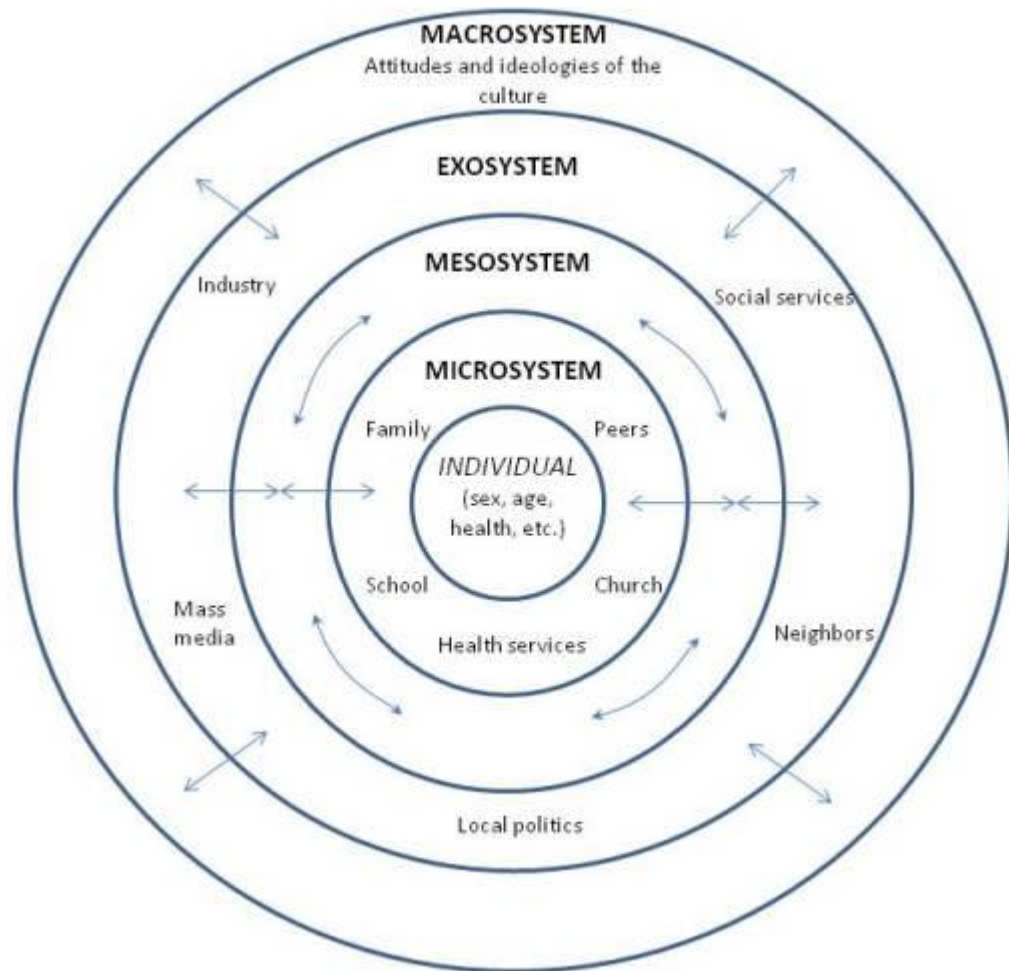 MACROSYSTEM
Attitudes and ideologies of the
culture
EXOSYSTEM
MESOSYSTEM
Industry
Social services
MICROSYSTEM
Family
Peers
INDIVIDUAL
(sex, age,
health, etc.)
School
Church
Mass
media
Neighbors
Health services
Local politics